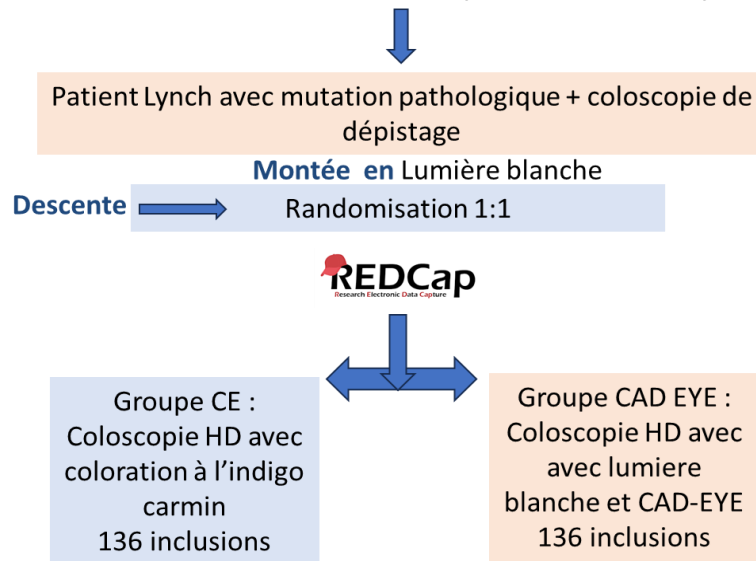 Patient Lynch avec mutation pathologique + coloscopie de
dépistage
Montée en Lumière blanche
Descente
Randomisation 1:1
REDCap
Research Electronic Data Capture
Groupe CE :
Coloscopie HD avec
coloration à l'indigo
carmin
136 inclusions
Groupe CAD EYE :
Coloscopie HD avec
avec lumiere
blanche et CAD-EYE
136 inclusions